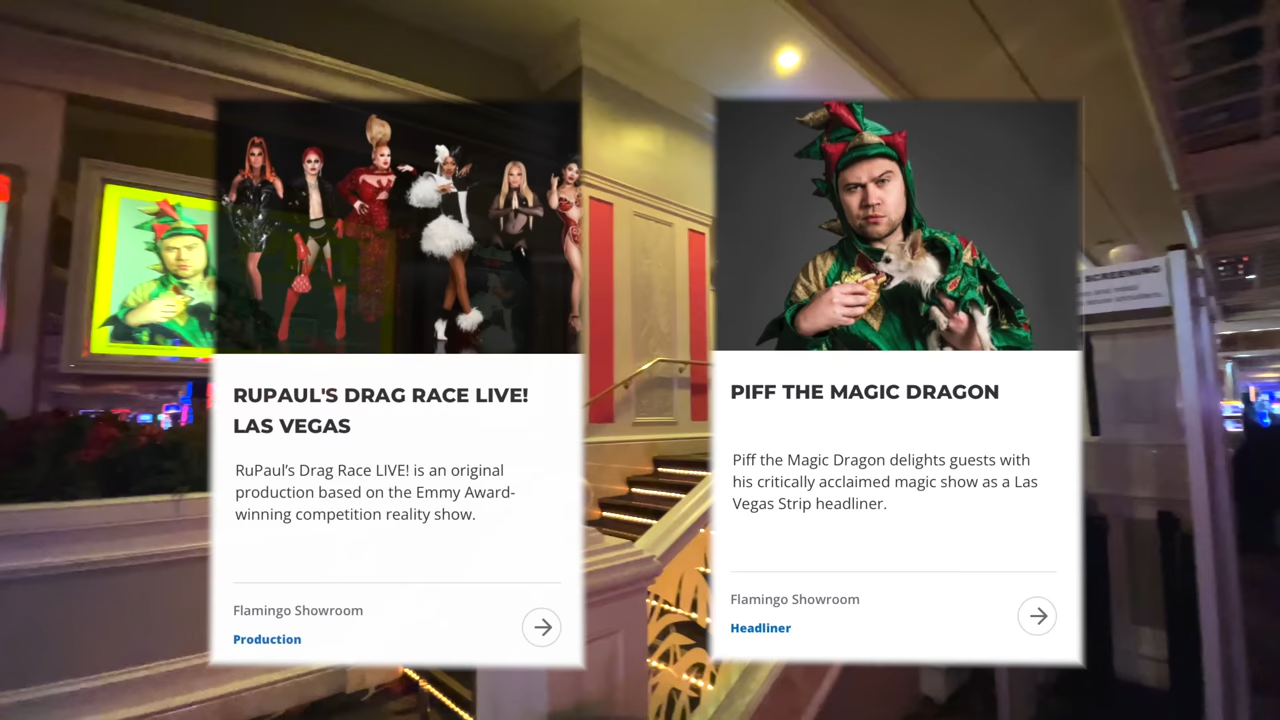 RUPAUL'S DRAG RACE LIVE!
LAS VEGAS
RuPaul's Drag Race LIVE! is an original
production based on the Emmy Award-
winning competition reality show.
Flamingo Showroom
Production
PIFF THE MAGIC DRAGON
Piff the Magic Dragon delights guests with
his critically acclaimed magic show as a Las
Vegas Strip headliner.
Flamingo Showroom
Headliner
SCREENING